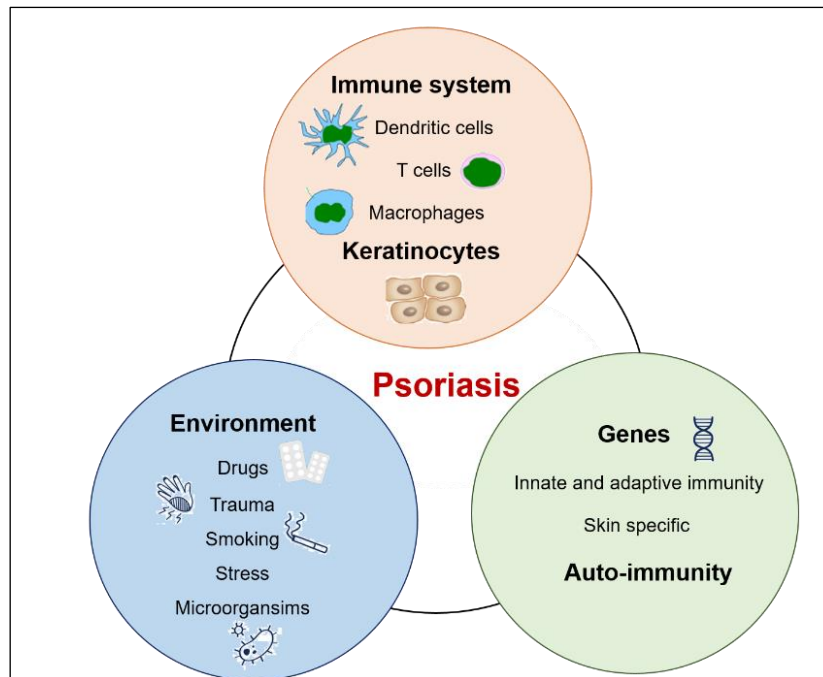 Immune system
Dendritic cells
T cells
Macrophages
Keratinocytes
Psoriasis
Environment
Drugs
Trauma
Smoking
Stress
Microorgansims
Genes
Innate and adaptive immunity
Skin specific
Auto-immunity